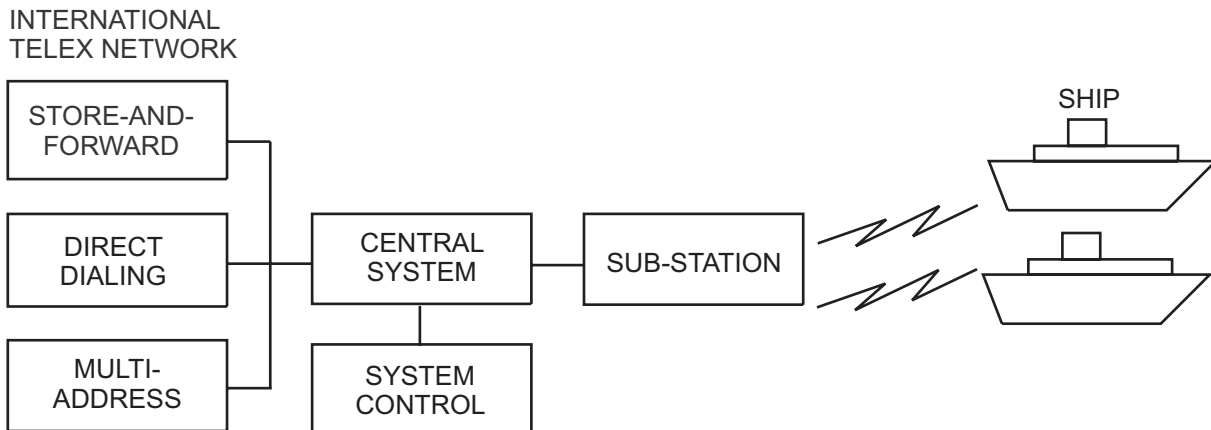 INTERNATIONAL
TELEX NETWORK
STORE-AND-
FORWARD
DIRECT
DIALING
MULTI-
ADDRESS
CENTRAL
SYSTEM
SYSTEM
CONTROL
SUB-STATION
SHIP